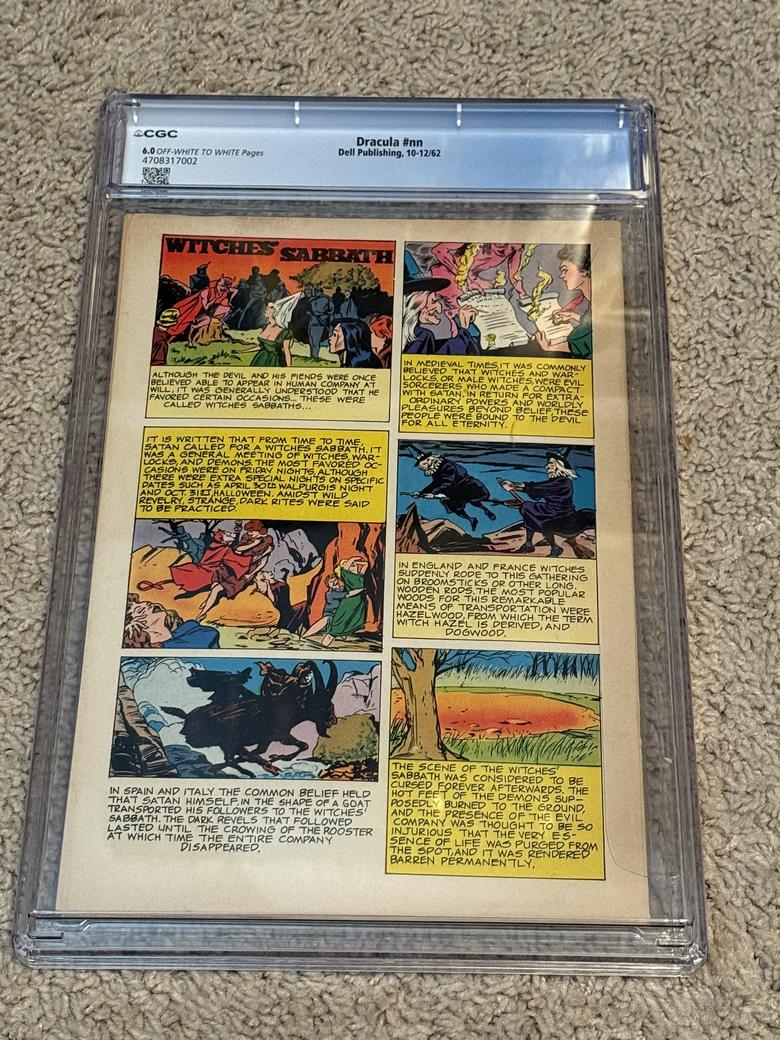 CGC
6.0 OFF-WHITE TO WHITE Pages
4708317002
Dracula #nn
Dell Publishing, 10-12/62
WITCHES' SABBATH
ALTHOUGH THE DEVIL AND HIS FIENDS WERE ONCE
BELIEVED ABLE TO APPEAR IN HUMAN COMPANY AT
WILL, IT WAS GENERALLY UNDERSTOOD THAT HE
FAVORED CERTAIN OCCASIONS... THESE WERE
CALLED WITCHES SABBATHS...
IN MEDIEVAL TIMES, IT WAS COMMONLY
BELIEVED THAT WITCHES AND WAR-
LOCKS, OR MALE WITCHES, WERE EVIL
SORCERERS WHO MADE A COMPACT
WITH SATAN. IN RETURN FOR EXTRA-
ORDINARY POWERS AND WORLDLY
PLEASURES BEYOND BELIEF, THESE
PEOPLE WERE BOUND TO THE DEVIL
FOR ALL ETERNITY.
IT IS WRITTEN THAT FROM TIME TO TIME,
SATAN CALLED FOR A WITCHES SABBATH. IT
WAS A GENERAL MEETING OF WITCHES, WAR-
LOCKS, AND DEMONS. THE MOST FAVORED OC-
CASIONS WERE ON FRIDAY NIGHTS, ALTHOUGH
THERE WERE EXTRA SPECIAL NIGHTS ON SPECIFIC
DATES SUCH AS APRIL 30TH WALPURGIS NIGHT
AND OCT. 31ST, HALLOWEEN. AMIDST WILD
REVELRY, STRANGE, DARK RITES WERE SAID
TO BE PRACTICED.
IN ENGLAND AND FRANCE WITCHES
SUDDENLY RODE TO THIS GATHERING
ON BROOMSTICKS OR OTHER LONG,
WOODEN RODS. THE MOST POPULAR
WOODS FOR THIS REMARKABLE
MEANS OF TRANSPORTATION WERE
HAZELWOOD, FROM WHICH THE TERM
WITCH HAZEL IS DERIVED, AND
DOGWOOD.
IN SPAIN AND ITALY THE COMMON BELIEF HELD
THAT SATAN HIMSELF, IN THE SHAPE OF A GOAT
TRANSPORTED HIS FOLLOWERS TO THE WITCHES'
SABBATH. THE DARK REVELS THAT FOLLOWED
LASTED UNTIL THE CROWING OF THE ROOSTER
AT WHICH TIME THE ENTIRE COMPANY
DISAPPEARED.
THE SCENE OF THE WITCHES'
SABBATH WAS CONSIDERED TO BE
CURSED FOREVER AFTERWARDS. THE
HOT FEET OF THE DEMONS SUP-
POSEDLY BURNED TO THE GROUND,
AND THE PRESENCE OF THE EVIL
COMPANY WAS THOUGHT TO BE SO
INJURIOUS THAT THE VERY ES-
SENCE OF LIFE WAS PURGED FROM
THE SPOT, AND IT WAS RENDERED
BARREN PERMANENTLY.